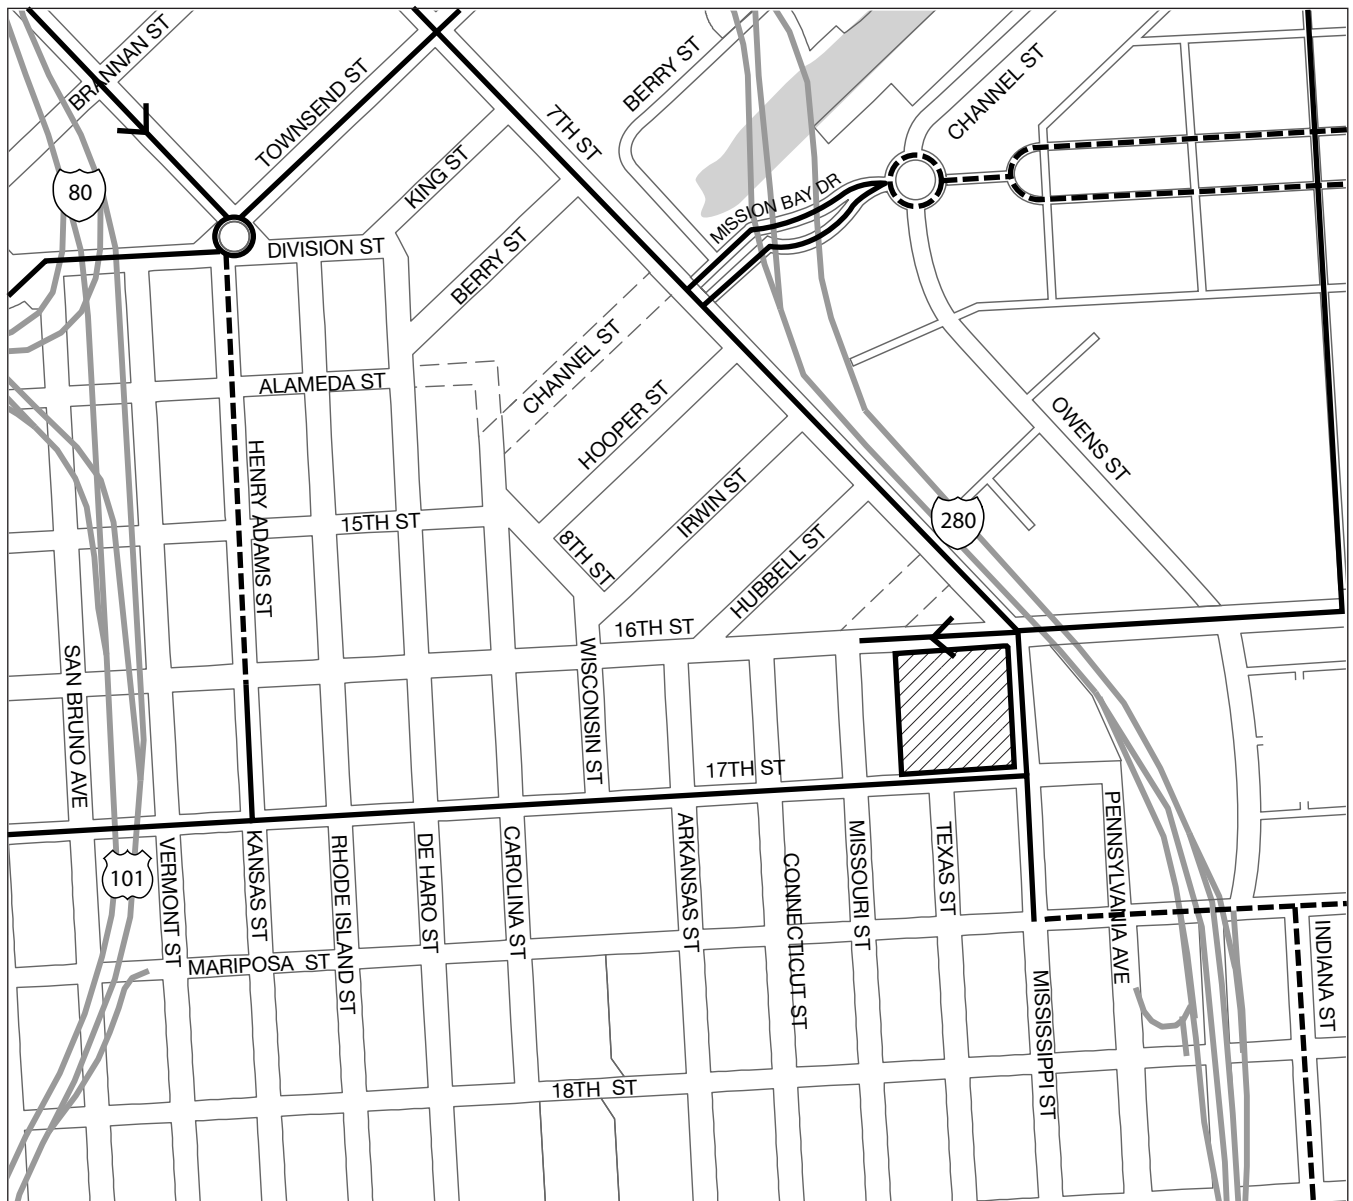 BRANNAN ST
TOWNSEND ST
7TH ST
BERRY ST
CHANNEL ST
80
KING ST
MISSION BAY DR
DIVISION ST
BERRY ST
ALAMEDA ST
CHANNEL ST
HOOPER ST
OWENS ST
HENRY ADAMS ST
15TH ST
IRWIN ST
280
8TH ST
HUBBELL ST
16TH ST
SAN BRUNO AVE
WISCONSIN ST
17TH ST
101
VERMONT ST
KANSAS ST
RHODE ISLAND ST
DE HARO ST
CAROLINA ST
ARKANSAS ST
CONNECTICUT ST
MISSOURI ST
TEXAS ST
PENNSYLVANIA AVE
MARIPOSA ST
MISSISSIPPI ST
INDIANA ST
18TH ST